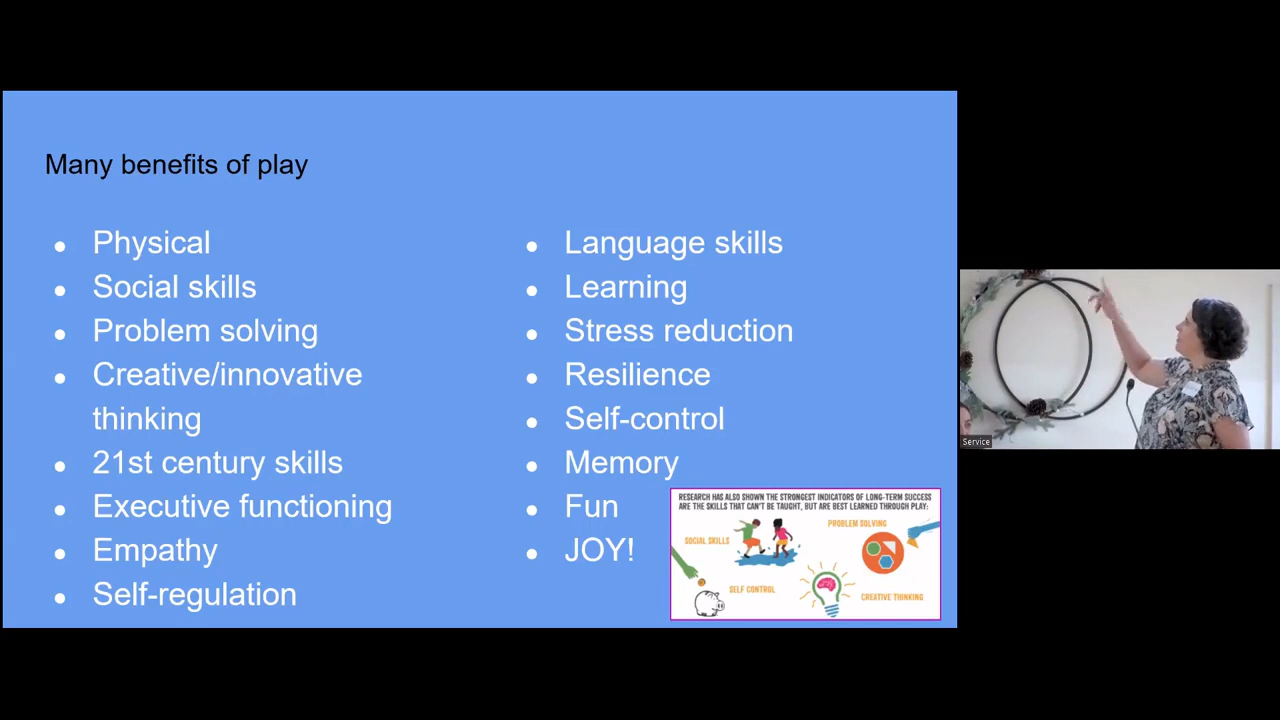 Many benefits of play
Physical
Social skills
Problem solving
Creative/innovative
thinking
21st century skills
Executive functioning
Empathy
Self-regulation
Language skills
Learning
Stress reduction
Resilience
Self-control
Memory
Fun
JOY!
RESEARCH HAS ALSO SHOWN THE STRONGEST INDICATORS OF LONG-TERM SUCCESS
ARE THE SKILLS THAT CAN'T BE TAUGHT, BUT ARE BEST LEARNED THROUGH PLAY:
SOCIAL SKILLS
PROBLEM SOLVING
SELF CONTROL
CREATIVE THINKING
Service